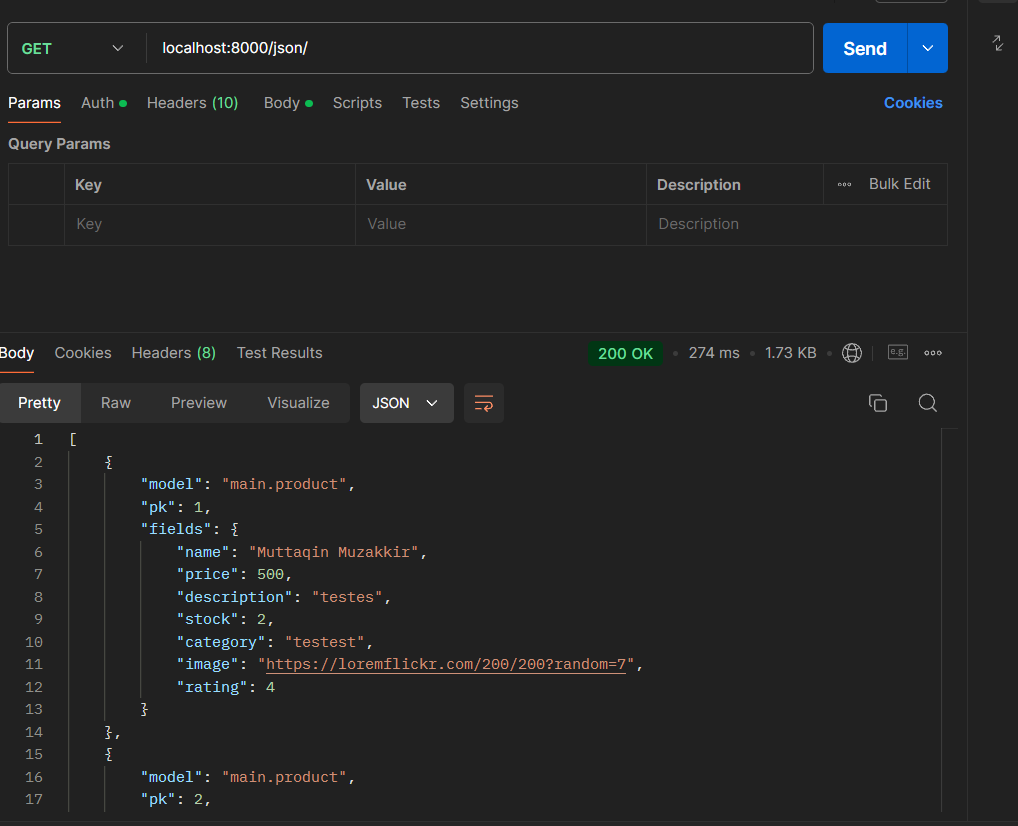 GET localhost:8000/json/ Send
Params Auth Headers (10) Body Scripts Tests Settings Cookies
Query Params
Key Value Description Bulk Edit
Key Value Description
Body Cookies Headers (8) Test Results 200 OK 274 ms 1.73 KB e.g.
Pretty Raw Preview Visualize JSON
1 [
2 {
3 "model": "main.product",
4 "pk": 1,
5 "fields": {
6 "name": "Muttaqin Muzakkir",
7 "price": 500,
8 "description": "testes",
9 "stock": 2,
10 "category": "testest",
11 "image": "https://loremflickr.com/200/200?random=7",
12 "rating": 4
13 }
14 },
15 {
16 "model": "main.product",
17 "pk": 2,